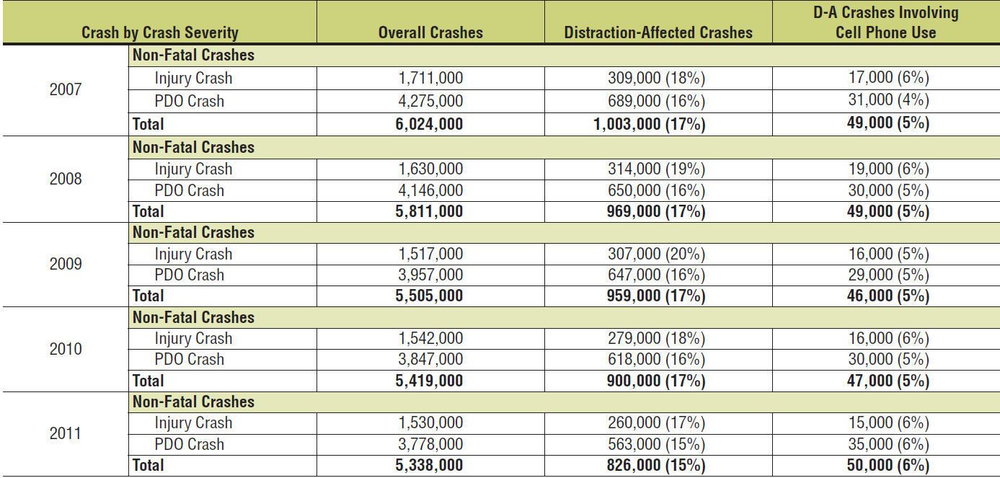 Crash by Crash Severity Overall Crashes Distraction-Affected Crashes D-A Crashes Involving Cell Phone Use
2007
Non-Fatal Crashes
Injury Crash 1,711,000 309,000 (18%) 17,000 (6%)
PDO Crash 4,275,000 689,000 (16%) 31,000 (4%)
Total 6,024,000 1,003,000 (17%) 49,000 (5%)
2008
Non-Fatal Crashes
Injury Crash 1,630,000 314,000 (19%) 19,000 (6%)
PDO Crash 4,146,000 650,000 (16%) 30,000 (5%)
Total 5,811,000 969,000 (17%) 49,000 (5%)
2009
Non-Fatal Crashes
Injury Crash 1,517,000 307,000 (20%) 16,000 (5%)
PDO Crash 3,957,000 647,000 (16%) 29,000 (5%)
Total 5,505,000 959,000 (17%) 46,000 (5%)
2010
Non-Fatal Crashes
Injury Crash 1,542,000 279,000 (18%) 16,000 (6%)
PDO Crash 3,847,000 618,000 (16%) 30,000 (5%)
Total 5,419,000 900,000 (17%) 47,000 (5%)
2011
Non-Fatal Crashes
Injury Crash 1,530,000 260,000 (17%) 15,000 (6%)
PDO Crash 3,778,000 563,000 (15%) 35,000 (6%)
Total 5,338,000 826,000 (15%) 50,000 (6%)